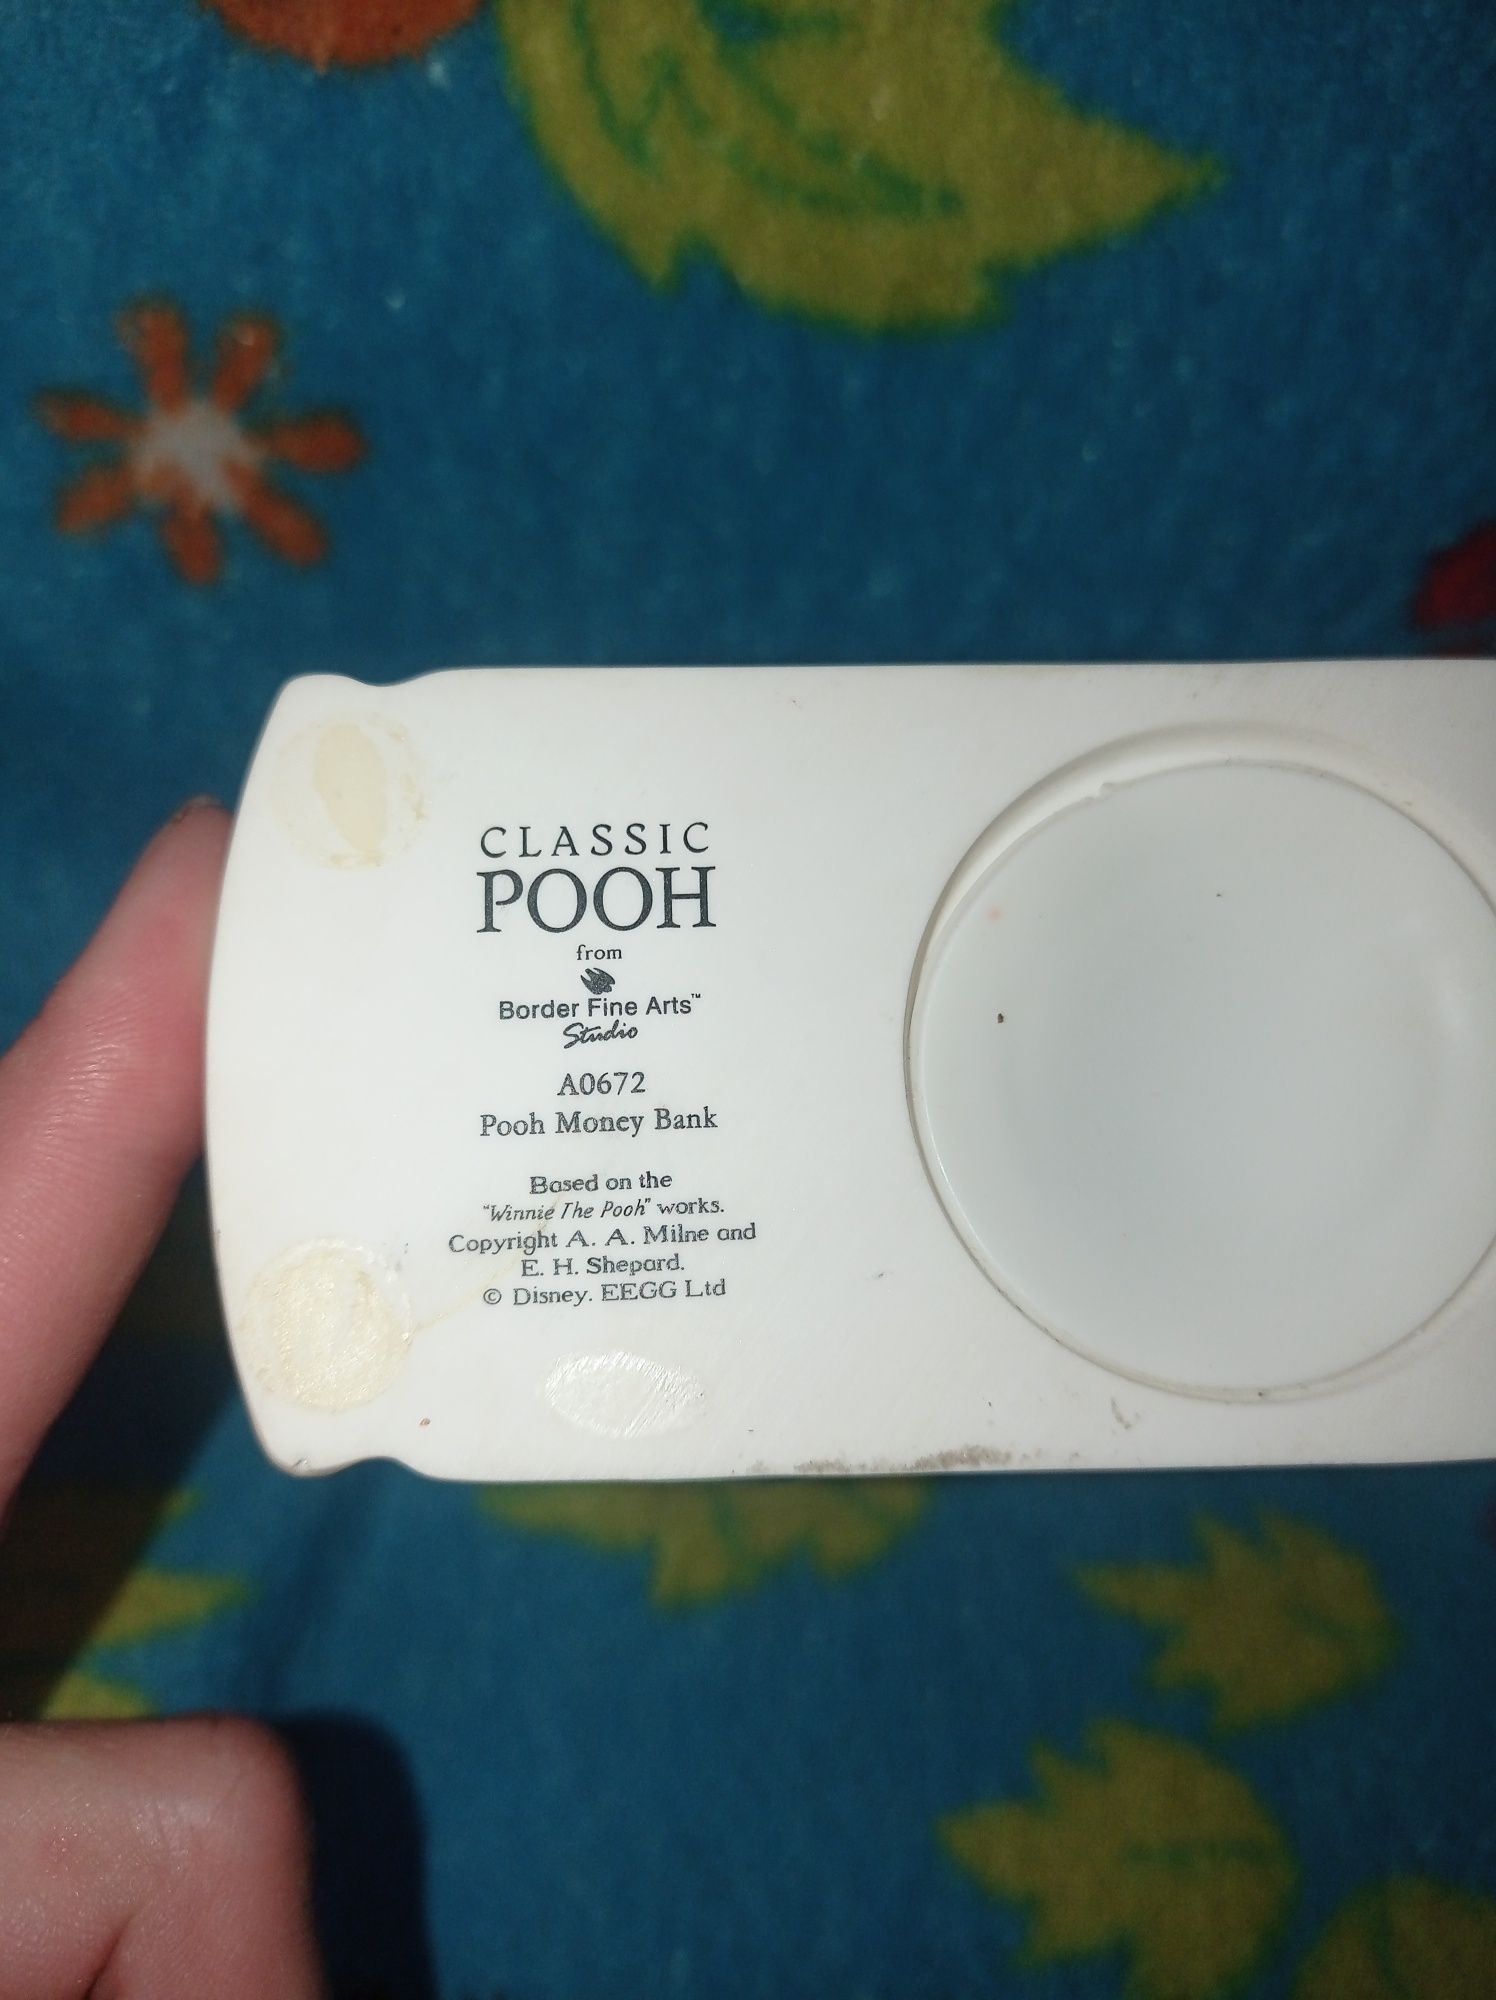 CLASSIC
POOH
from
Border Fine Arts™
Studio
A0672
Pooh Money Bank
Based on the
"Winnie The Pooh" works.
Copyright A. A. Milne and
E. H. Shepard.
© Disney. EEGG Ltd